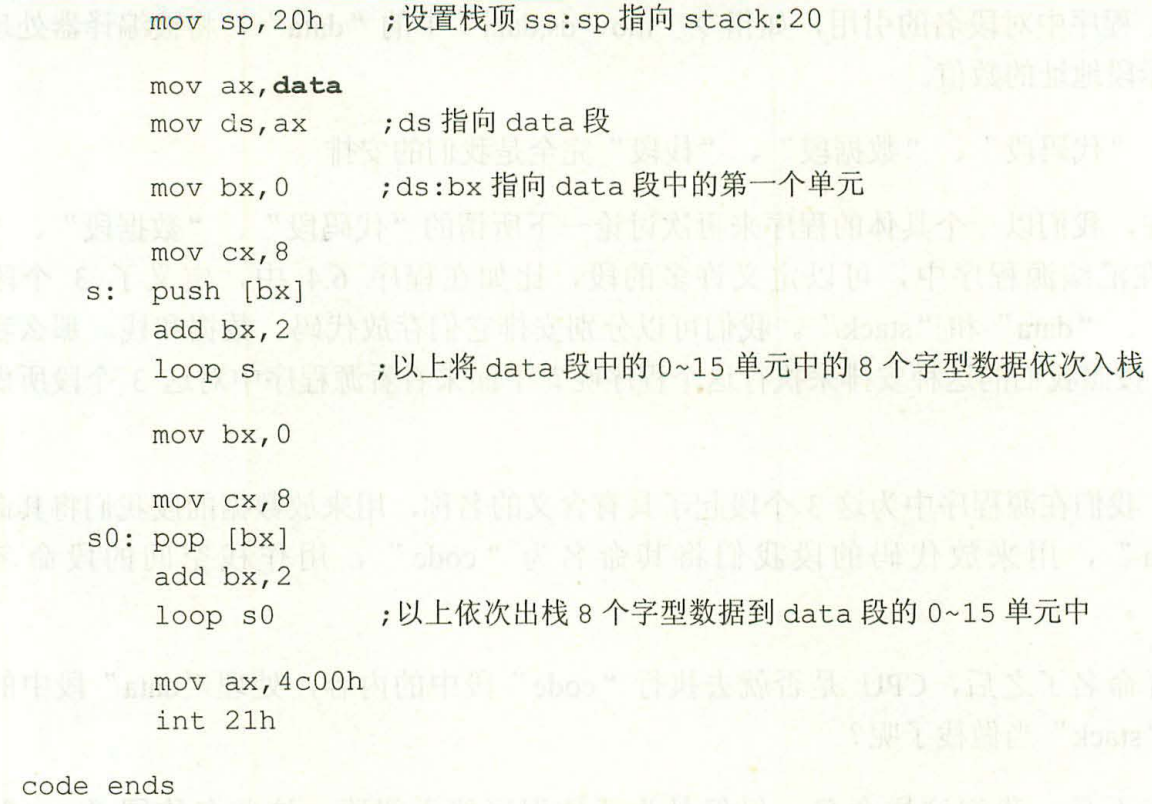 mov sp,20h ;设置栈顶 ss:sp 指向 stack:20
mov ax,data
mov ds,ax ;ds 指向 data 段
mov bx,0 ;ds:bx 指向 data 段中的第一个单元
mov cx,8
s: push [bx]
add bx,2
loop s ;以上将 data 段中的 0~15 单元中的 8 个字型数据依次入栈
mov bx,0
mov cx,8
s0: pop [bx]
add bx,2
loop s0 ;以上依次出栈 8 个字型数据到 data 段的 0~15 单元中
mov ax,4c00h
int 21h
code ends